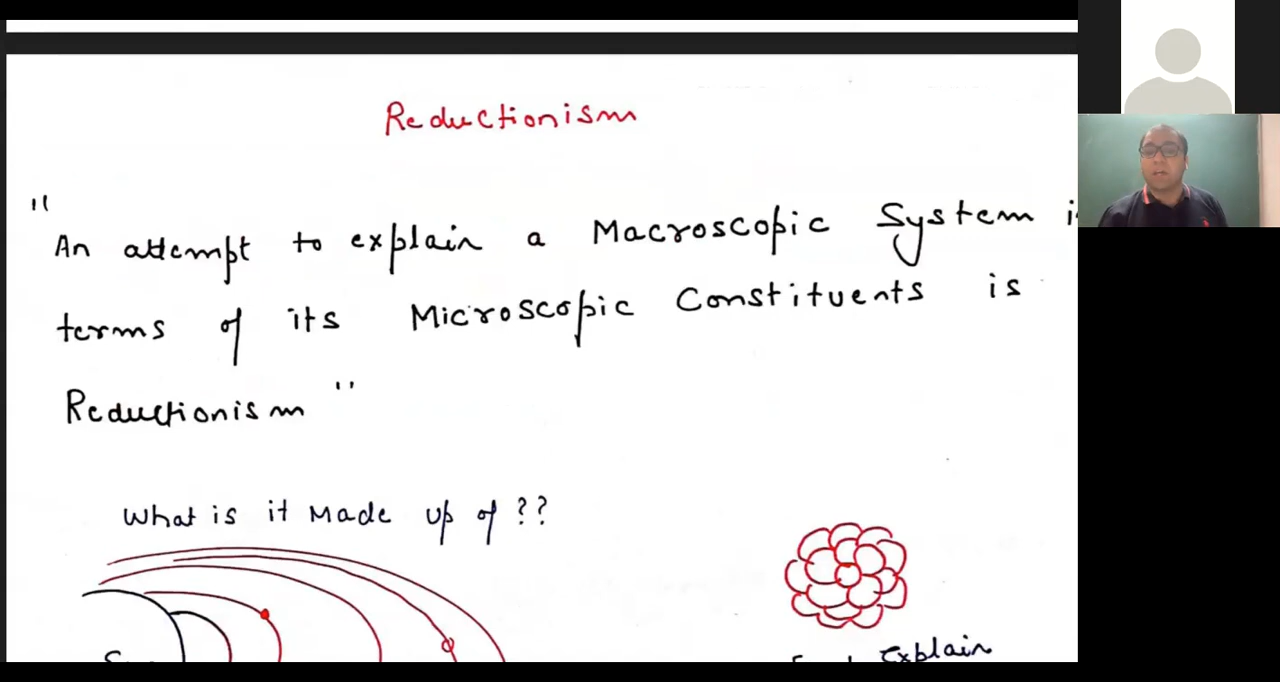 Reductionism
"An attempt to explain a Macroscopic System
terms of its Microscopic Constituents is
Reductionism"
What is it Made up of ??
Explain